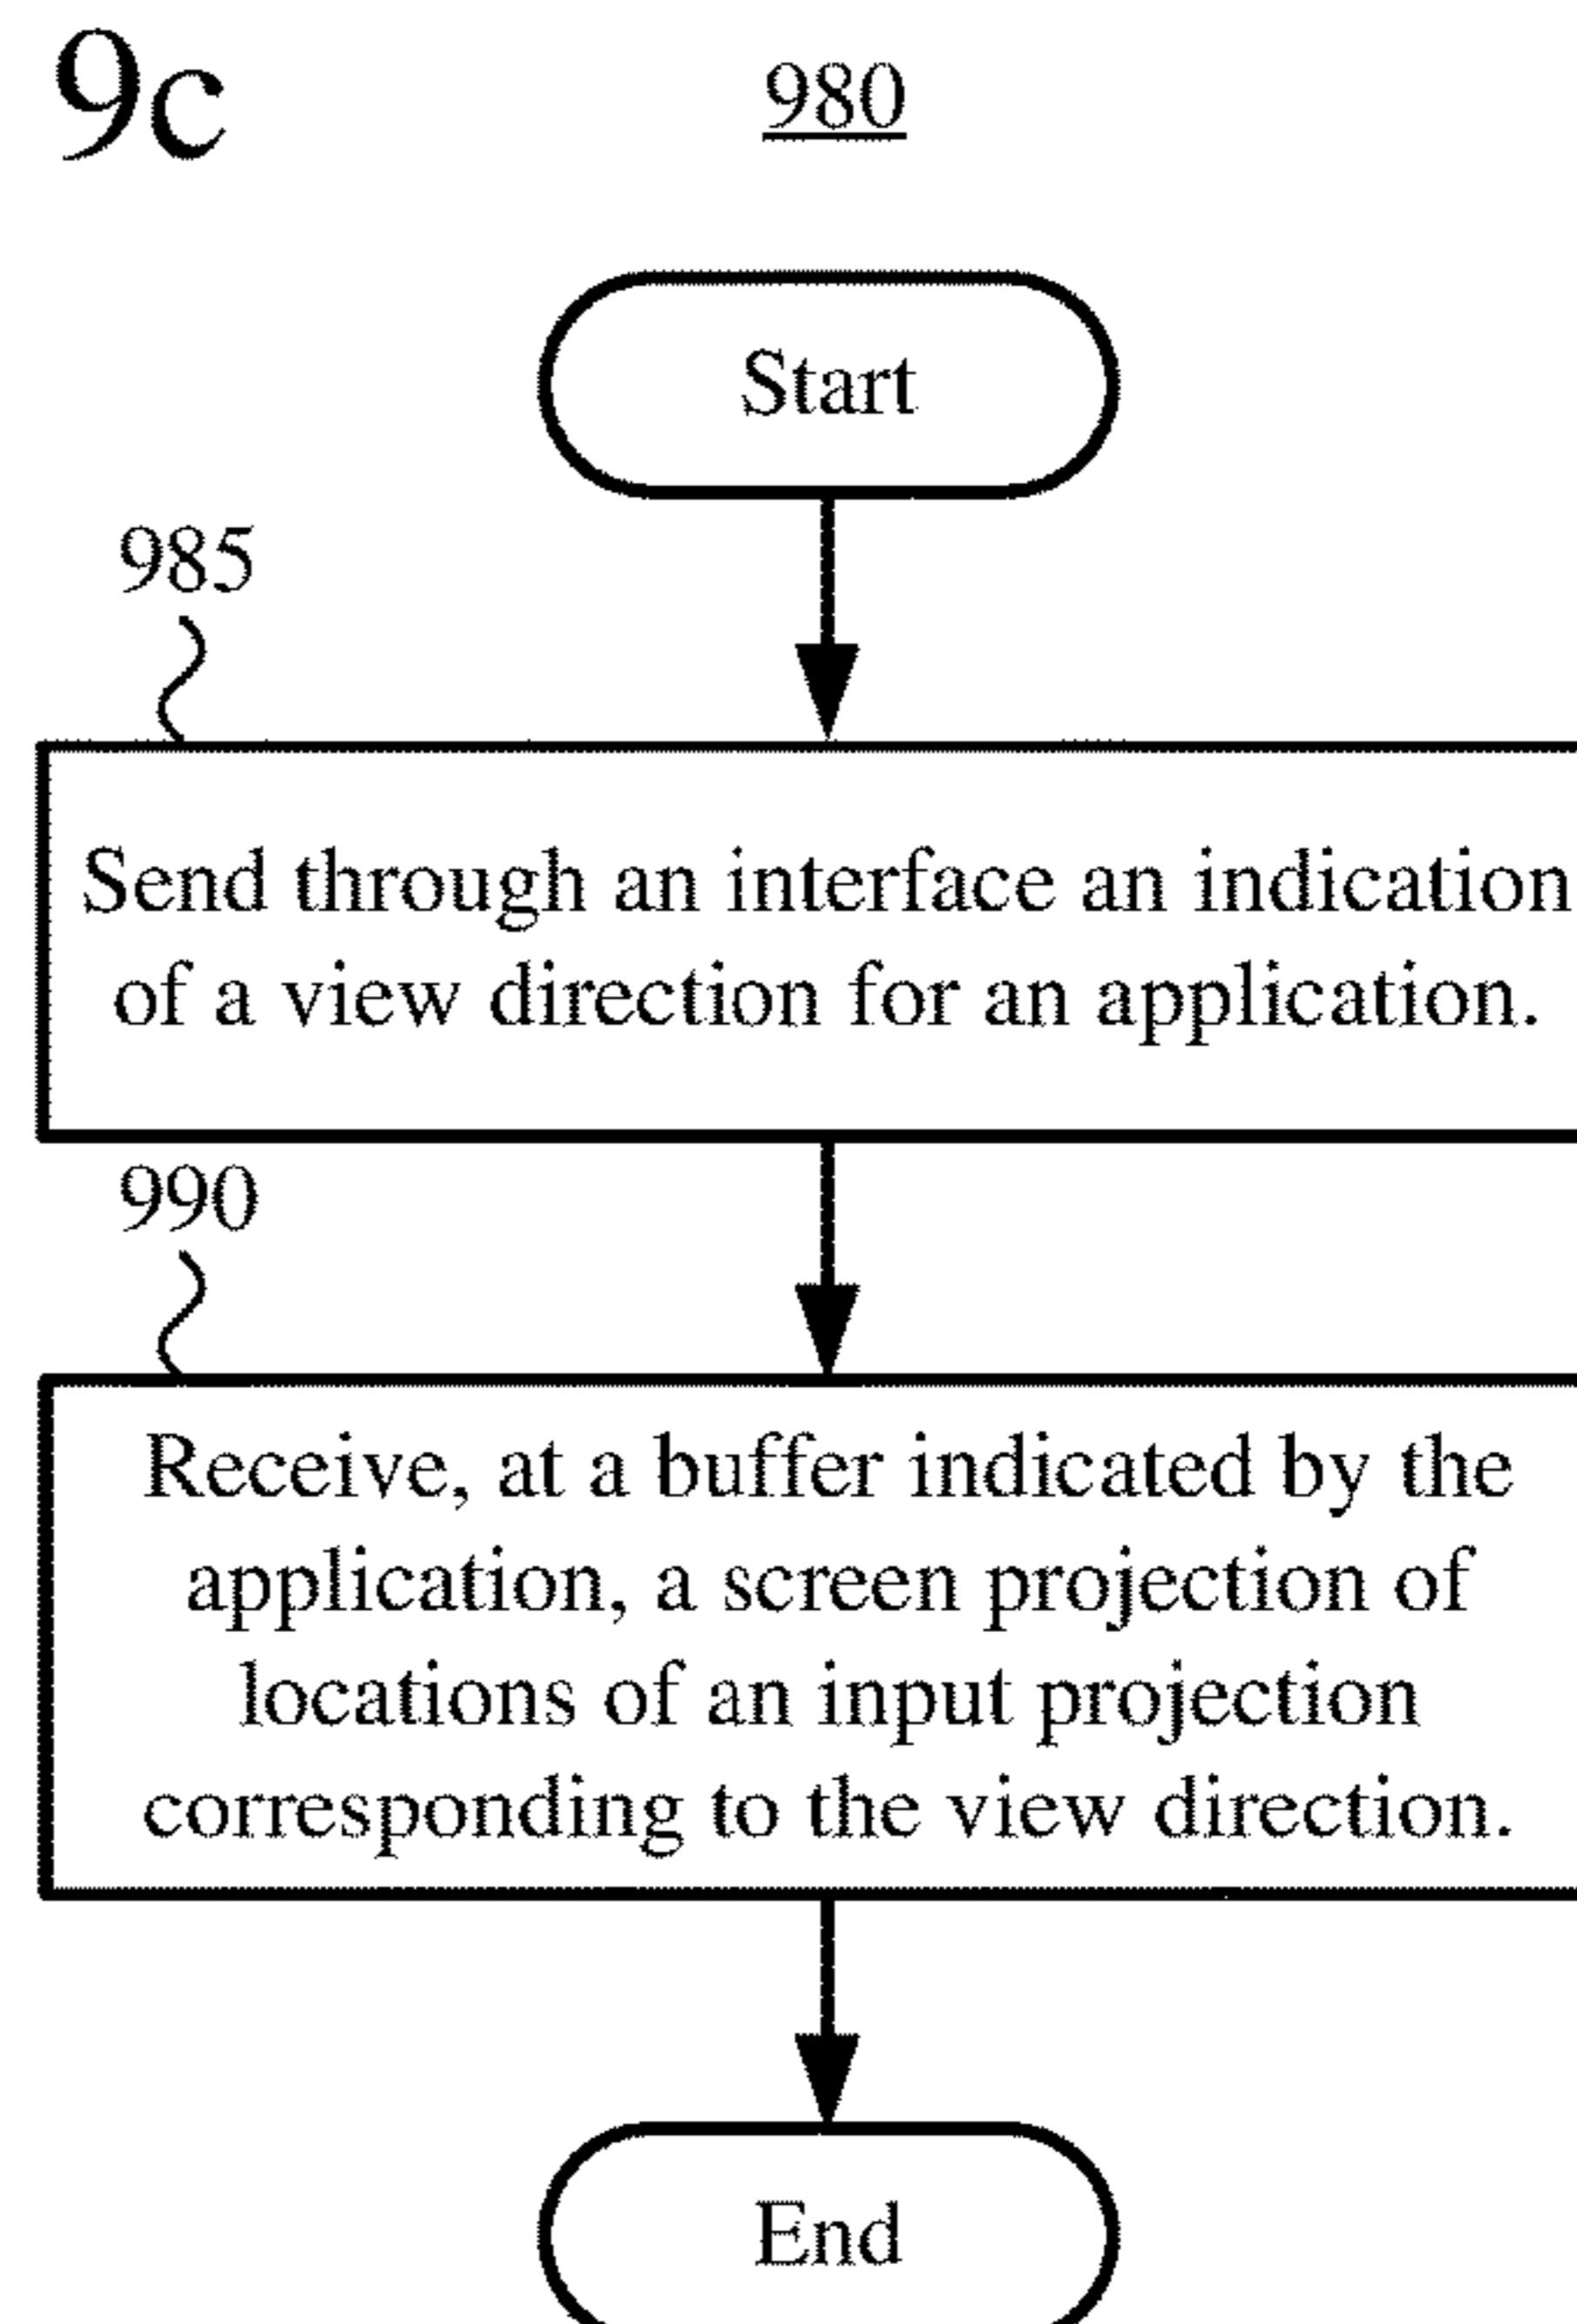 9c
980
Start
985
Send through an interface an indication
of a view direction for an application.
990
Receive, at a buffer indicated by the
application, a screen projection of
locations of an input projection
corresponding to the view direction.
End